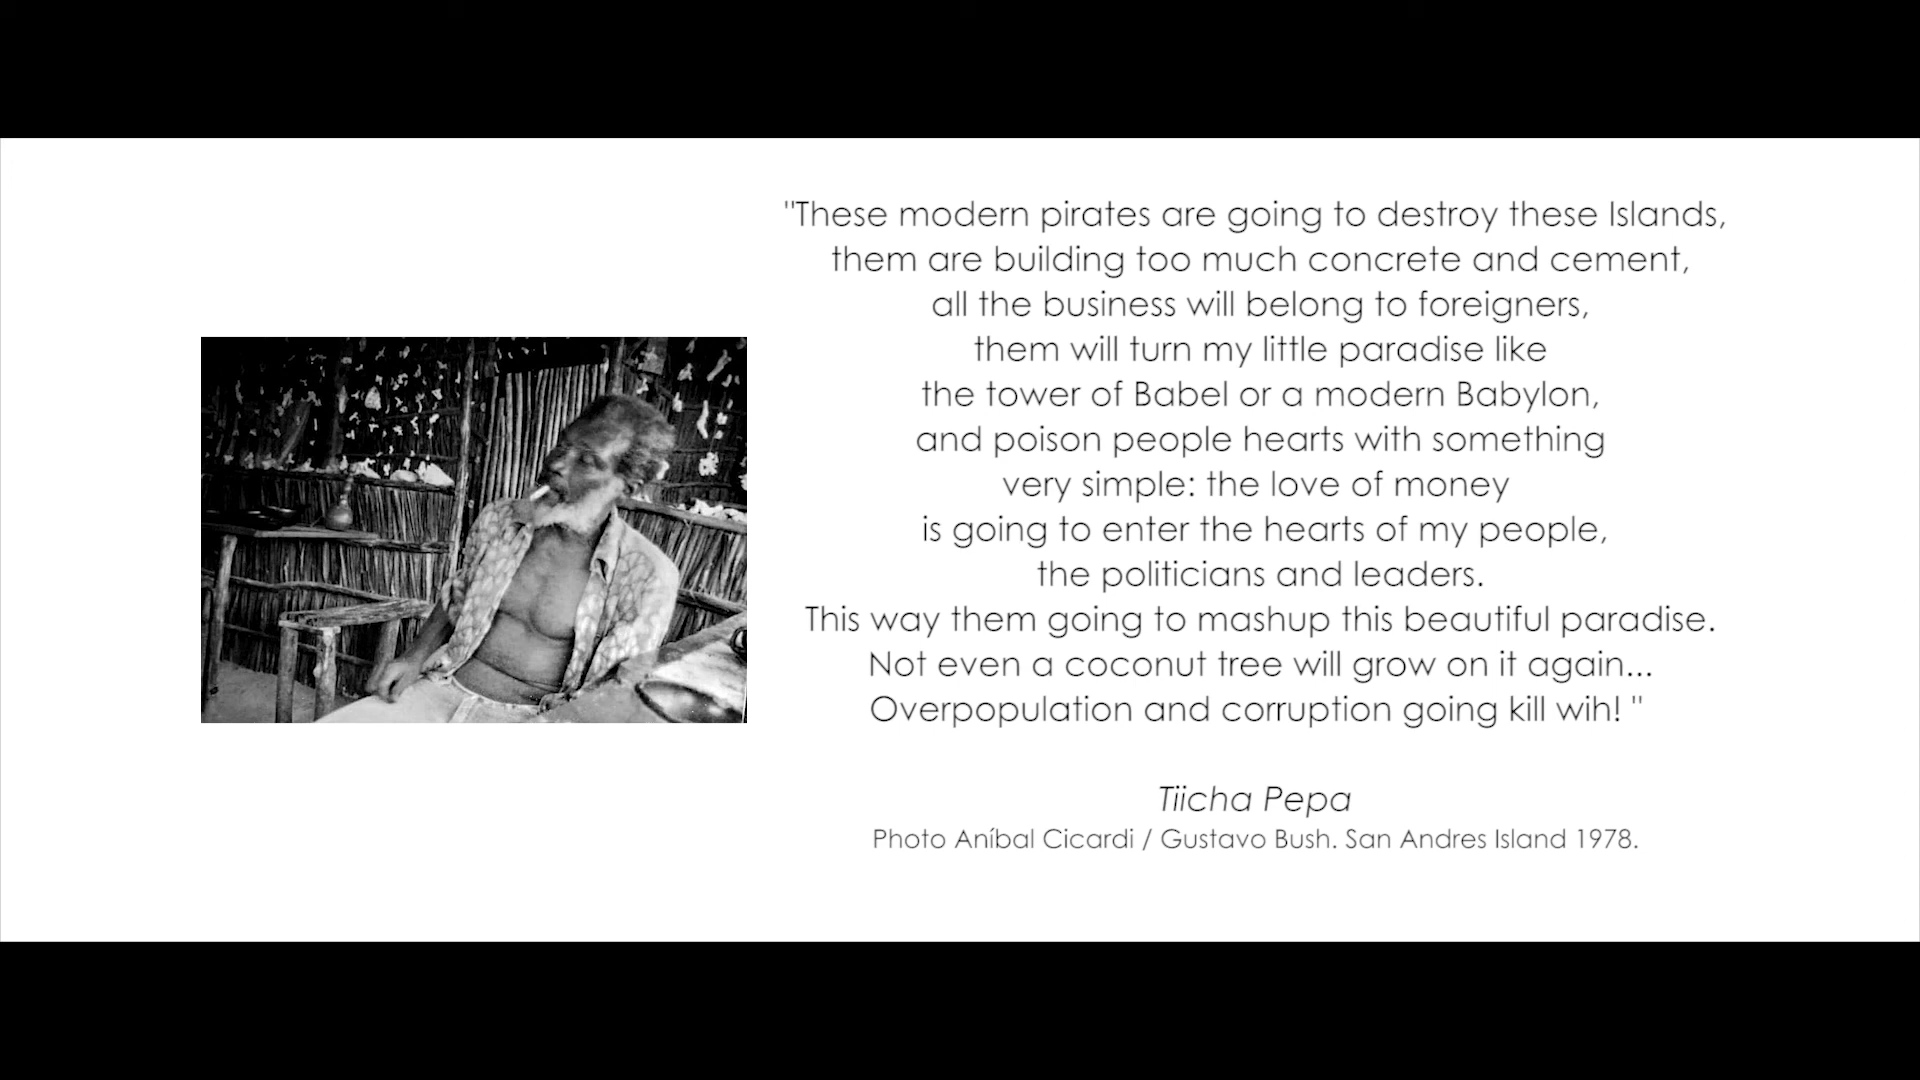 "These modern pirates are going to destroy these Islands,
them are building too much concrete and cement,
all the business will belong to foreigners,
them will turn my little paradise like
the tower of Babel or a modern Babylon,
and poison people hearts with something
very simple: the love of money
is going to enter the hearts of my people,
the politicians and leaders.
This way them going to mashup this beautiful paradise.
Not even a coconut tree will grow on it again...
Overpopulation and corruption going kill wih! "
Tiicha Pepa
Photo Aníbal Cicardi / Gustavo Bush. San Andres Island 1978.